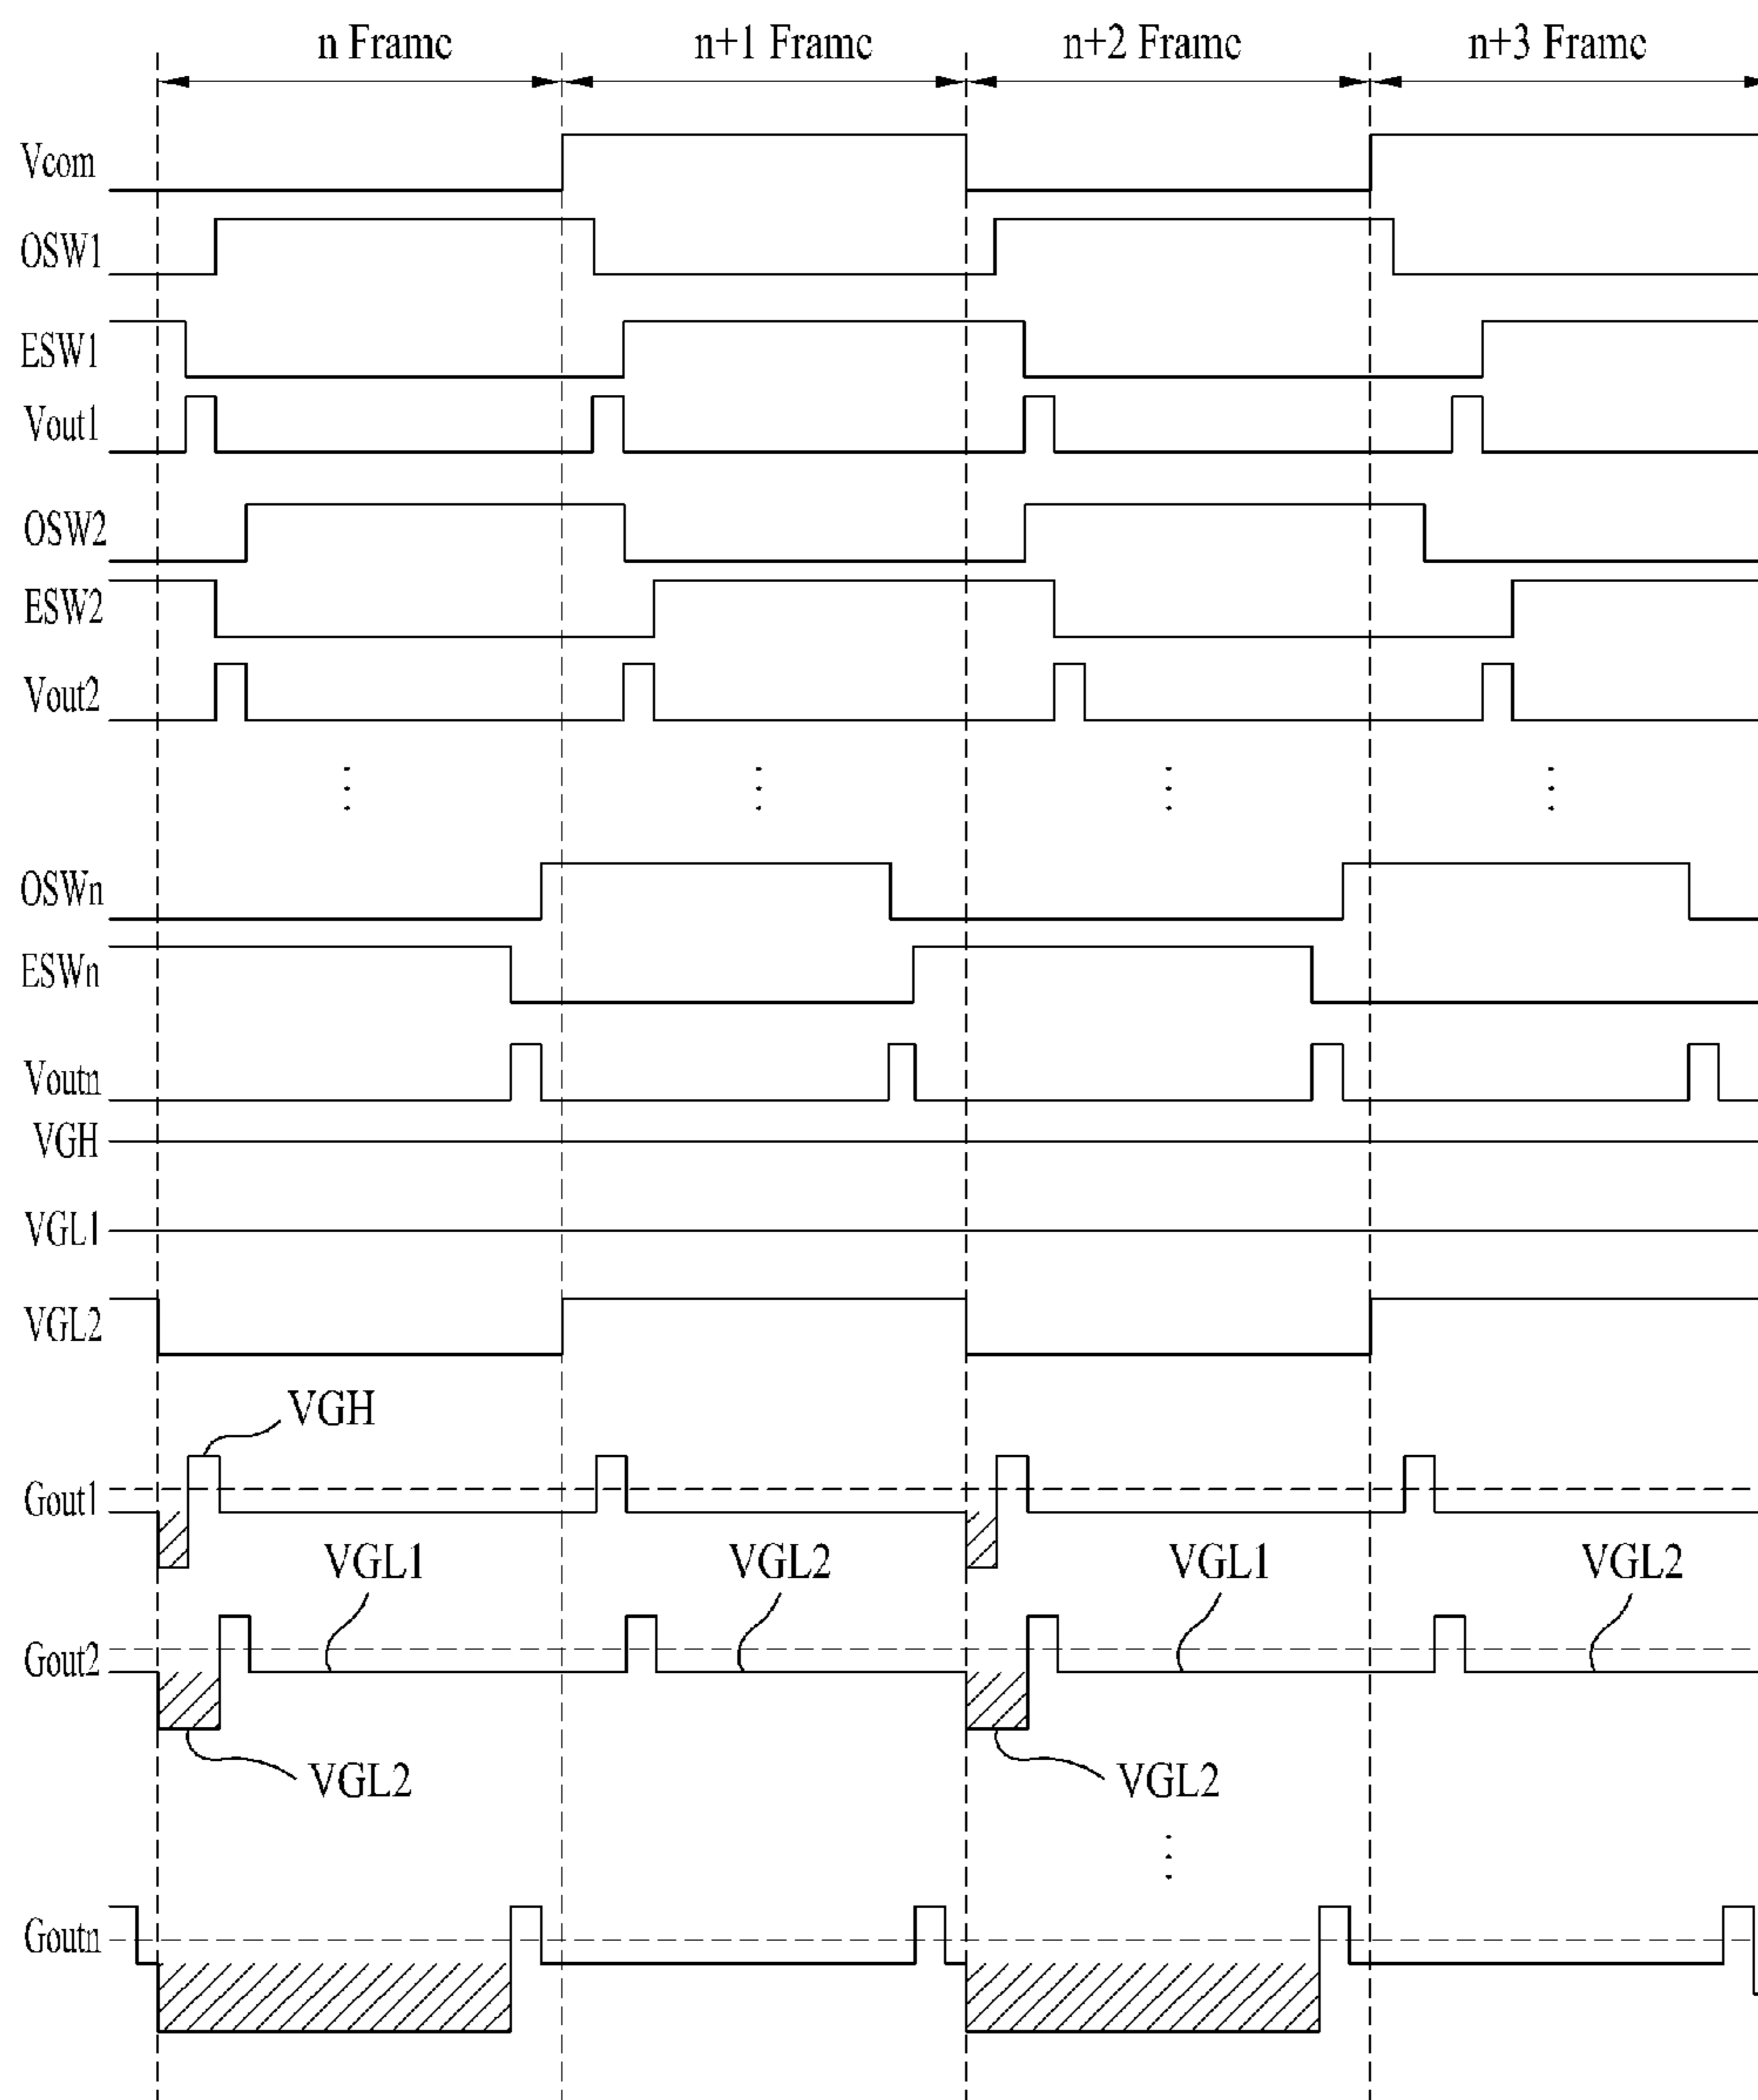 n Frame n+1 Frame n+2 Frame n+3 Frame
Vcom
OSW1
ESW1
Vout1
OSW2
ESW2
Vout2
OSWn
ESWn
Voutn
VGH
VGL1
VGL2
VGH
Gout1
VGL1 VGL2 VGL1 VGL2
Gout2
VGL2 VGL2
Goutn